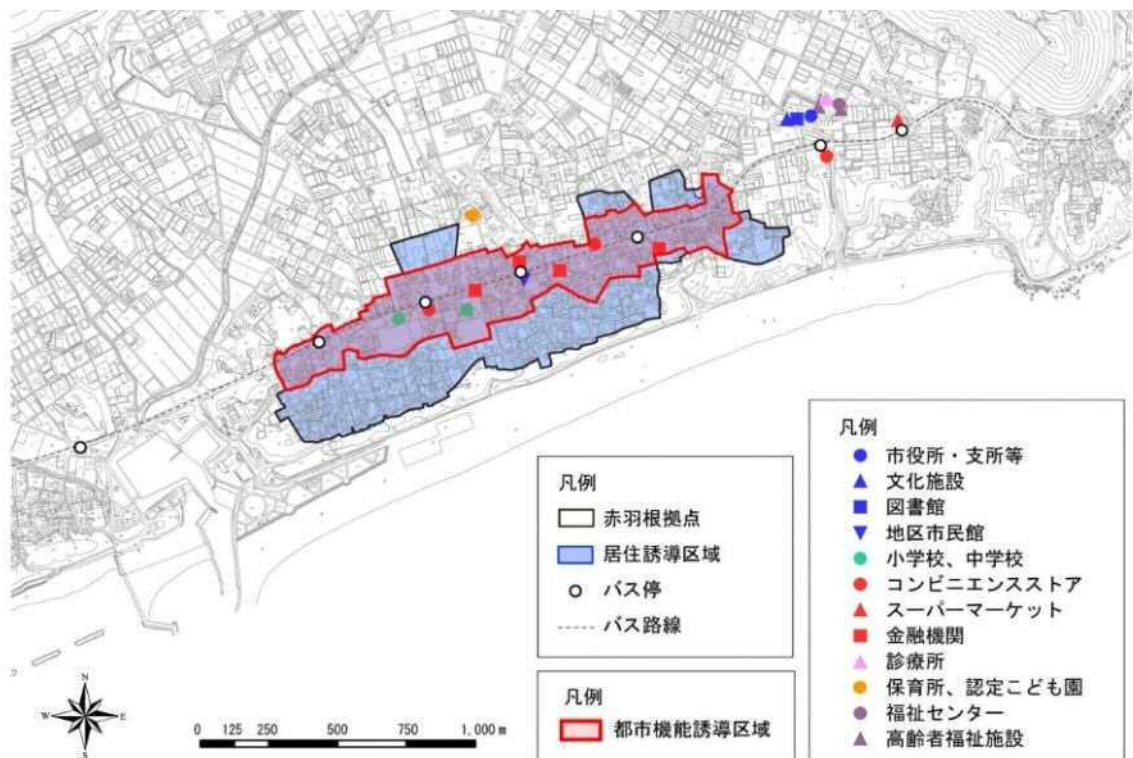 凡例
赤羽根拠点
居住誘導区域
バス停
バス路線
凡例
都市機能誘導区域
凡例
市役所・支所等
文化施設
図書館
地区市民館
小学校、中学校
コンビニエンスストア
スーパーマーケット
金融機関
診療所
保育所、認定こども園
福祉センター
高齢者福祉施設
N
W E
S
0 125 250 500 750 1,000 m